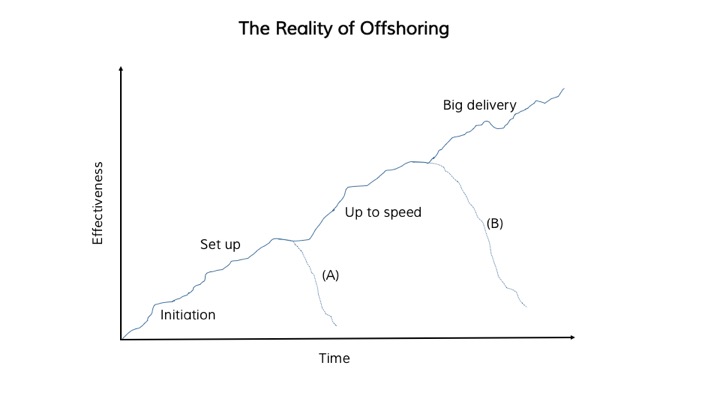 The Reality of Offshoring
Big delivery
Effectiveness
Up to speed
(B)
Set up
(A)
Initiation
Time